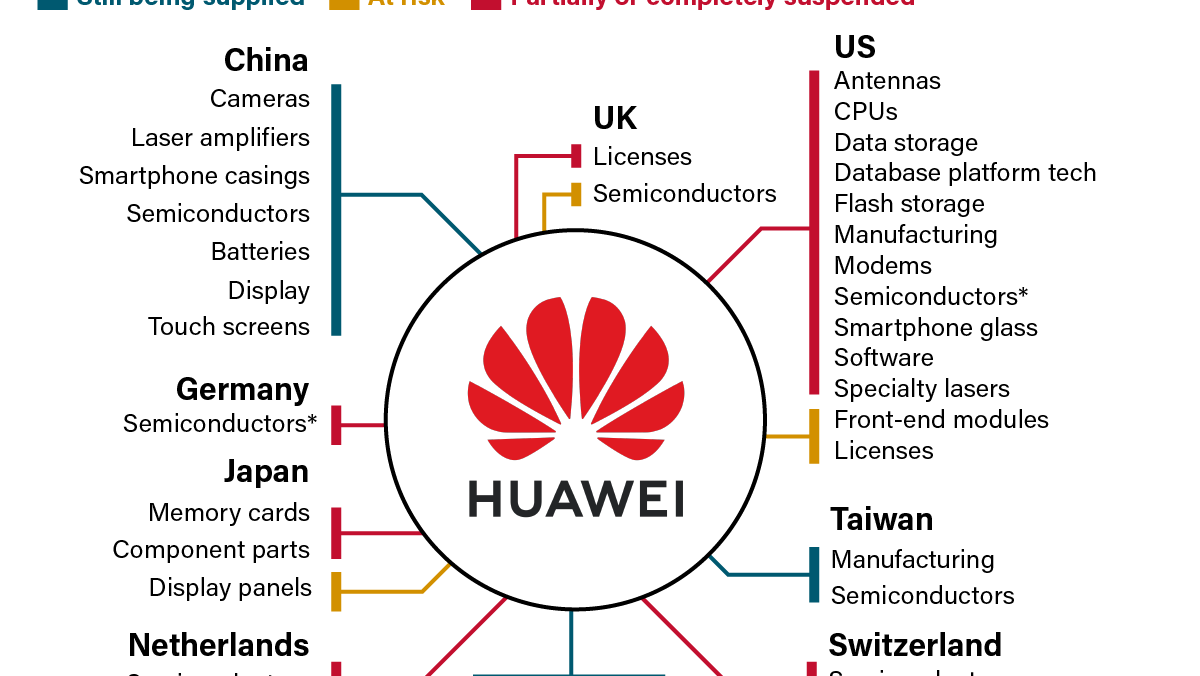 Still being supplied At risk Partially or completely suspended
China
Cameras
Laser amplifiers
Smartphone casings
Semiconductors
Batteries
Display
Touch screens
Germany
Semiconductors*
Japan
Memory cards
Component parts
Display panels
Netherlands
UK
Licenses
Semiconductors
HUAWEI
US
Antennas
CPUs
Data storage
Database platform tech
Flash storage
Manufacturing
Modems
Semiconductors*
Smartphone glass
Software
Specialty lasers
Front-end modules
Licenses
Taiwan
Manufacturing
Semiconductors
Switzerland